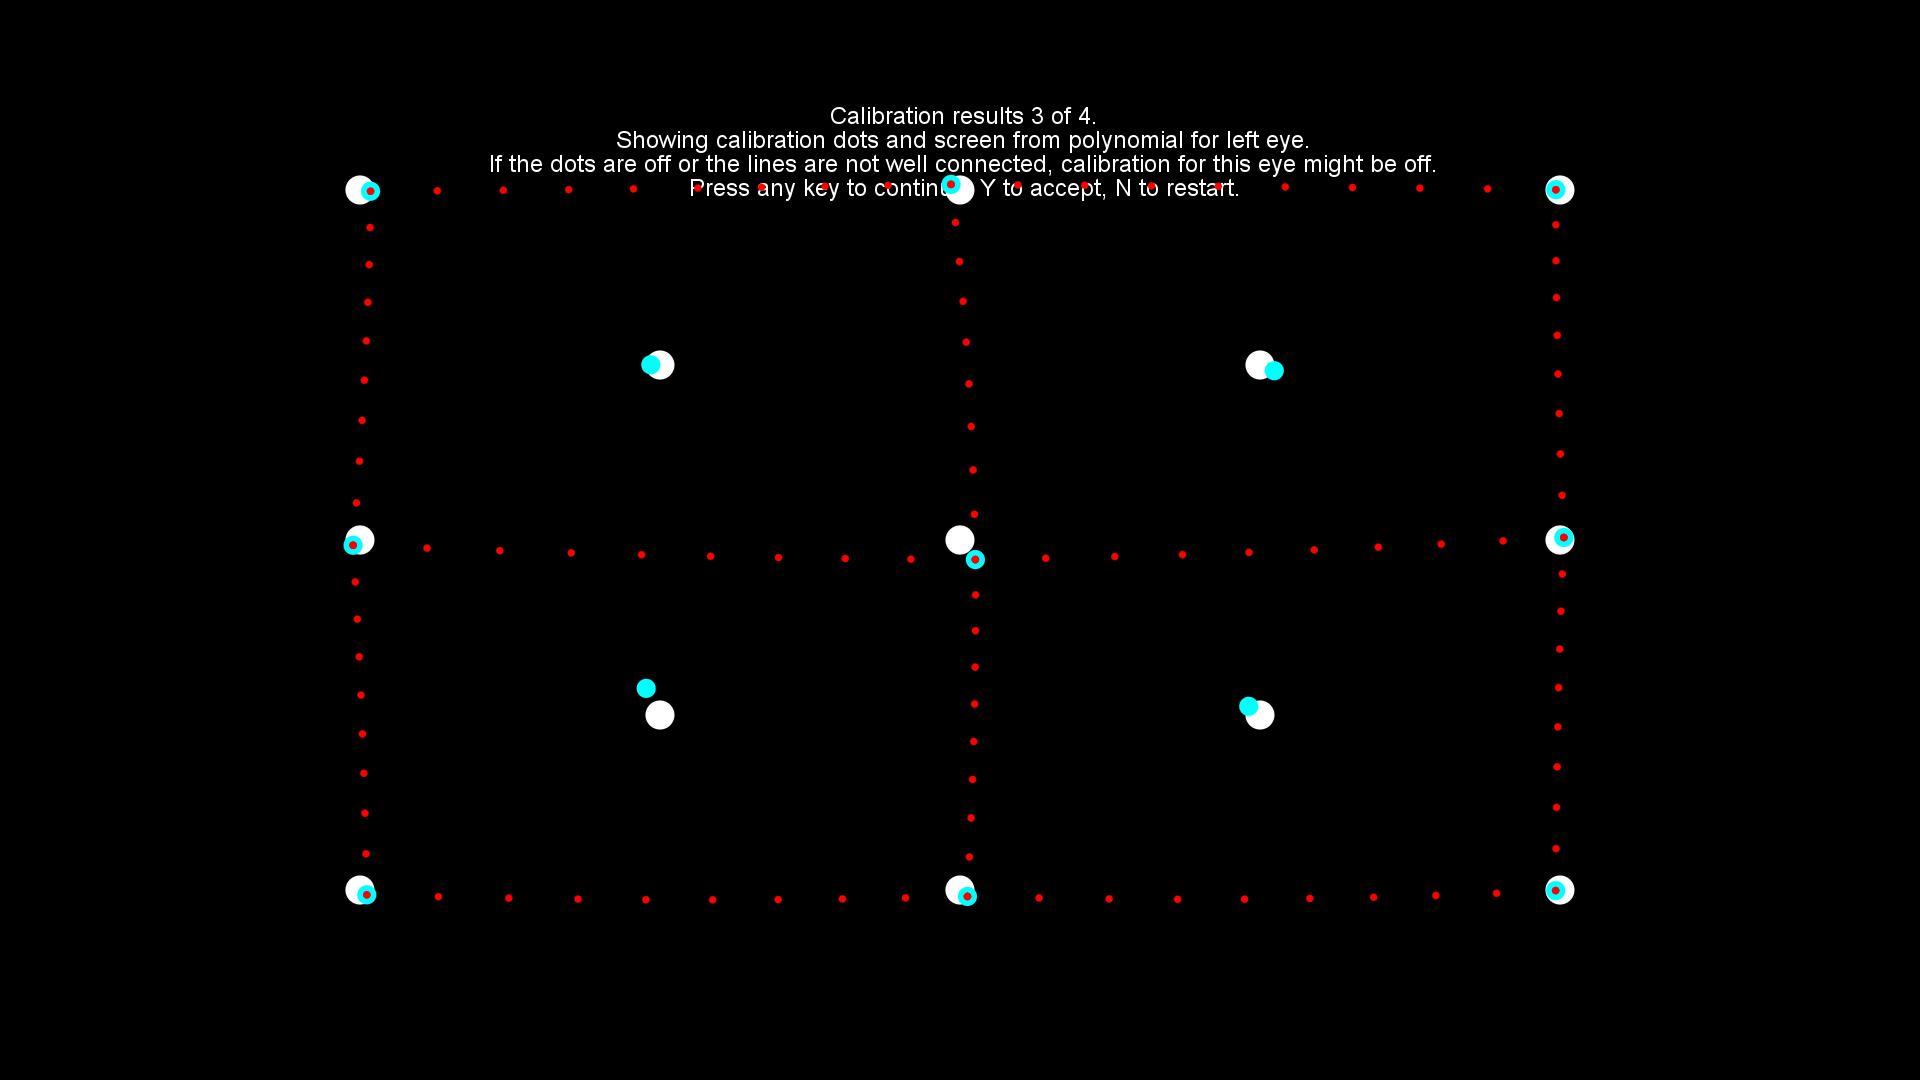 Calibration results 3 of 4.
Showing calibration dots and screen from polynomial for left eye.
If the dots are off or the lines are not well connected, calibration for this eye might be off.
Press any key to continue, Y to accept, N to restart.